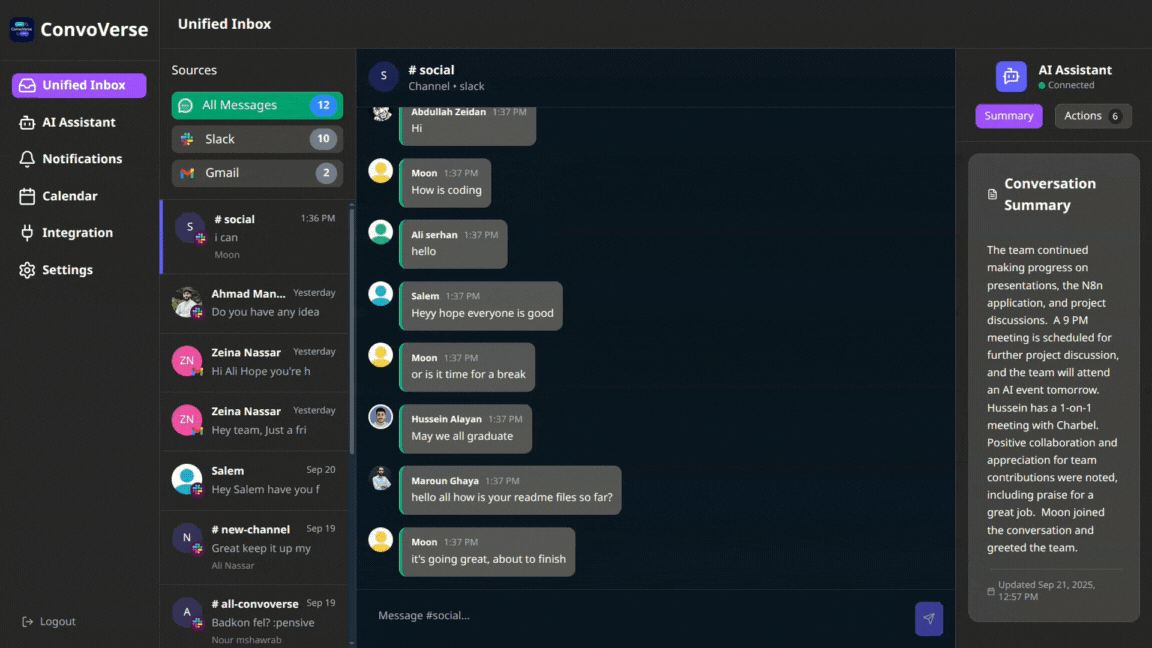 ConvoVerse
Unified Inbox
AI Assistant
Notifications
Calendar
Integration
Settings
Logout
Unified Inbox
Sources
All Messages 12
Slack 10
Gmail 2
S
# social 1:36 PM
i can
Moon
Ahmad Man... Yesterday
Do you have any idea
ZN
Zeina Nassar Yesterday
Hi Ali Hope you're h
ZN
Zeina Nassar Yesterday
Hey team, Just a fri
Salem Sep 20
Hey Salem have you f
N
# new-channel Sep 19
Great keep it up my
Ali Nassar
A
# all-convoverse Sep 19
Badkon fel? :pensive
Nour mshawrab
S
# social
Channel • slack
Abdullah Zeidan 1:37 PM
Hi
Moon 1:37 PM
How is coding
Ali serhan 1:37 PM
hello
Salem 1:37 PM
Heyy hope everyone is good
Moon 1:37 PM
or is it time for a break
Hussein Alayan 1:37 PM
May we all graduate
Maroun Ghaya 1:37 PM
hello all how is your readme files so far?
Moon 1:37 PM
it's going great, about to finish
Message #social...
AI Assistant
Connected
Summary
Actions 6
Conversation
Summary
The team continued
making progress on
presentations, the N8n
application, and project
discussions. A 9 PM
meeting is scheduled for
further project discussion,
and the team will attend
an AI event tomorrow.
Hussein has a 1-on-1
meeting with Charbel.
Positive collaboration and
appreciation for team
contributions were noted,
including praise for a
great job. Moon joined
the conversation and
greeted the team.
Updated Sep 21, 2025,
12:57 PM